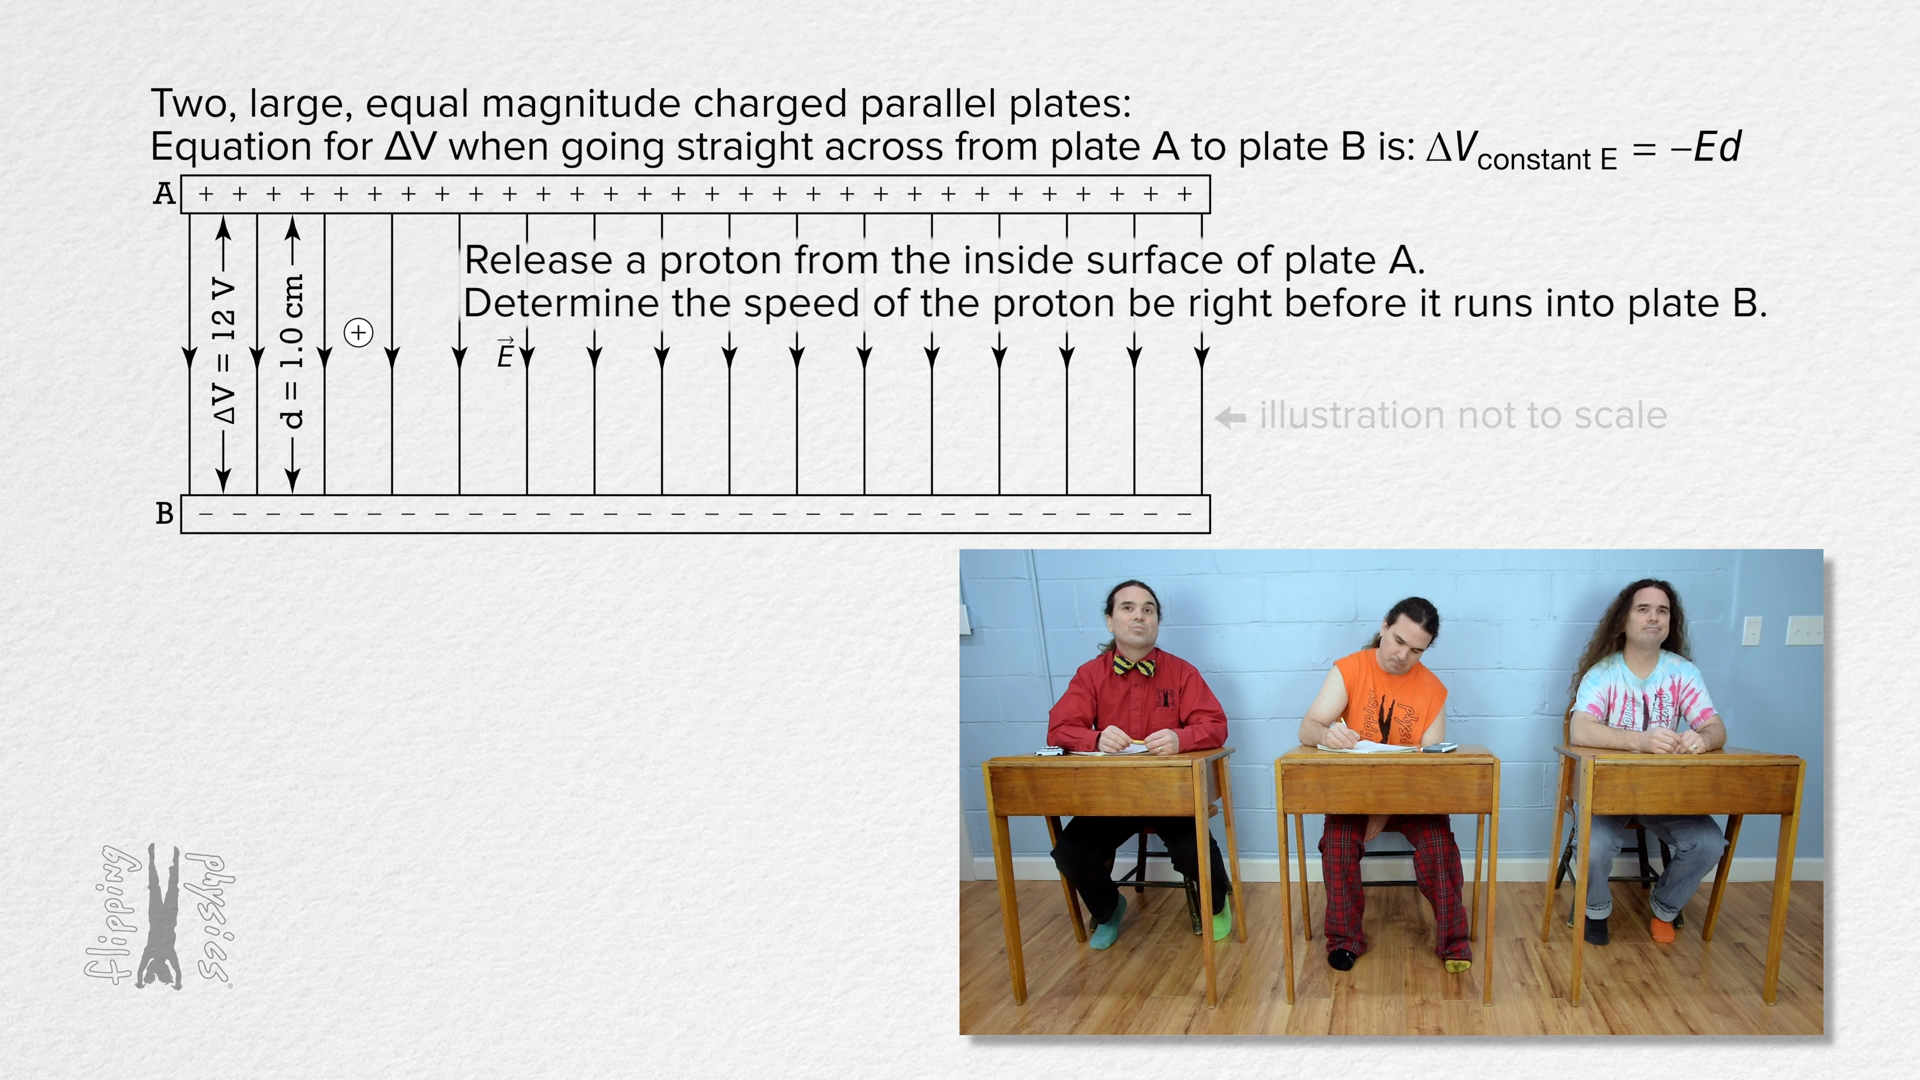 Two, large, equal magnitude charged parallel plates:
Equation for ΔV when going straight across from plate A to plate B is: ΔV constant E = −Ed
A + + + + + + + + + + + + + + + + + + + + + + + + + + + + + +
Release a proton from the inside surface of plate A.
Determine the speed of the proton be right before it runs into plate B.
ΔV = 12 V
d = 1.0 cm
+
E
← illustration not to scale
B − − − − − − − − − − − − − − − − − − − − − − − − − − − − − −
flipping
physics